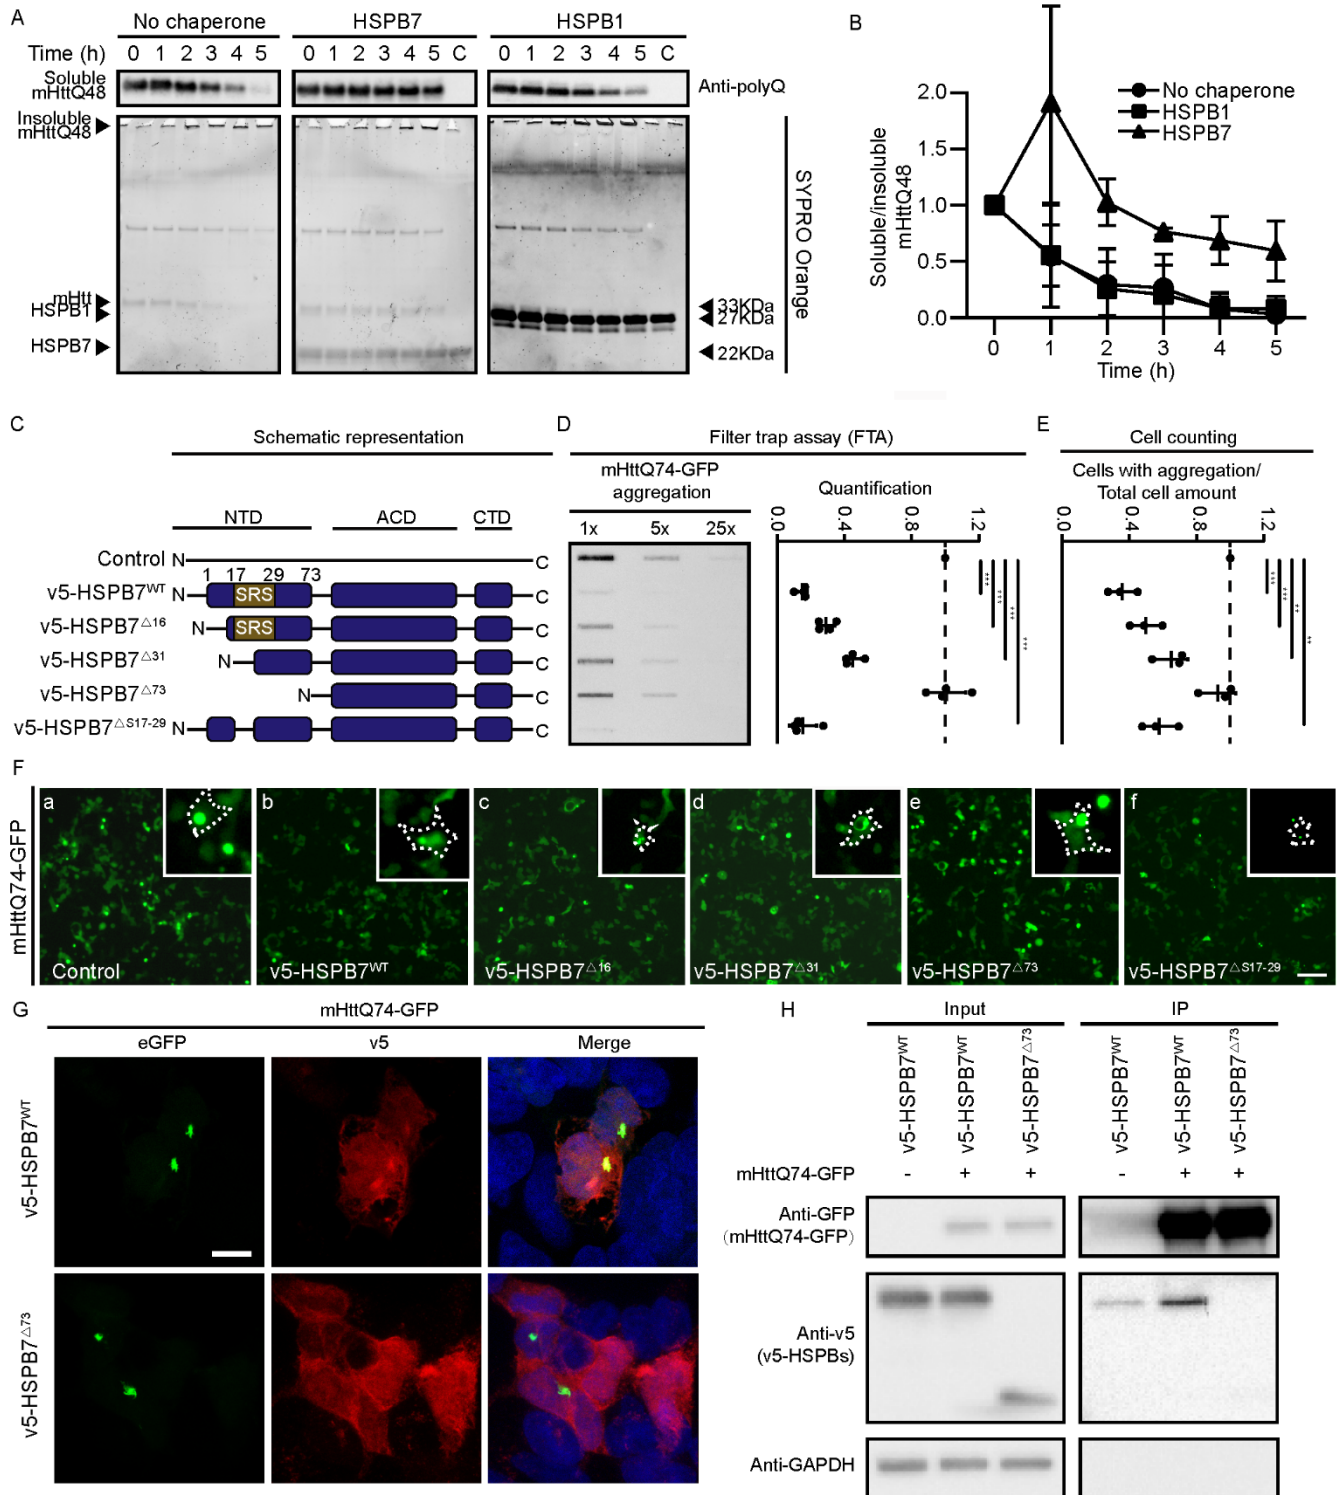 A
No chaperone HSPB7 HSPB1
Time (h) 0 1 2 3 4 5 0 1 2 3 4 5 C 0 1 2 3 4 5 C
Soluble
mHttQ48
Anti-polyQ
Insoluble
mHttQ48
mHtt
HSPB1
HSPB7
33KDa
27KDa
22KDa
SYPRO Orange
B
No chaperone
HSPB1
HSPB7
Soluble/insoluble
mHttQ48
2.0
1.5
1.0
0.5
0.0
0 1 2 3 4 5
Time (h)
C
Schematic representation
NTD ACD CTD
Control N C
1 17 29 73
v5-HSPB7WT N SRS C
v5-HSPB7△16 N SRS C
v5-HSPB7△31 N C
v5-HSPB7△73 N C
v5-HSPB7△S17-29 N C
D
Filter trap assay (FTA)
mHttQ74-GFP
aggregation
1x 5x 25x
Quantification
0.0 0.4 0.8 1.2
*** *** *** ***
E
Cell counting
Cells with aggregation/
Total cell amount
0.0 0.4 0.8 1.2
*** *** ** **
F
mHttQ74-GFP
a b c d e f
Control v5-HSPB7WT v5-HSPB7△16 v5-HSPB7△31 v5-HSPB7△73 v5-HSPB7△S17-29
G
mHttQ74-GFP
eGFP v5 Merge
v5-HSPB7WT
v5-HSPB7△73
H
Input IP
v5-HSPB7WT v5-HSPB7WT v5-HSPB7△73 v5-HSPB7WT v5-HSPB7WT v5-HSPB7△73
mHttQ74-GFP - + + - + +
Anti-GFP
(mHttQ74-GFP)
Anti-v5
(v5-HSPBs)
Anti-GAPDH